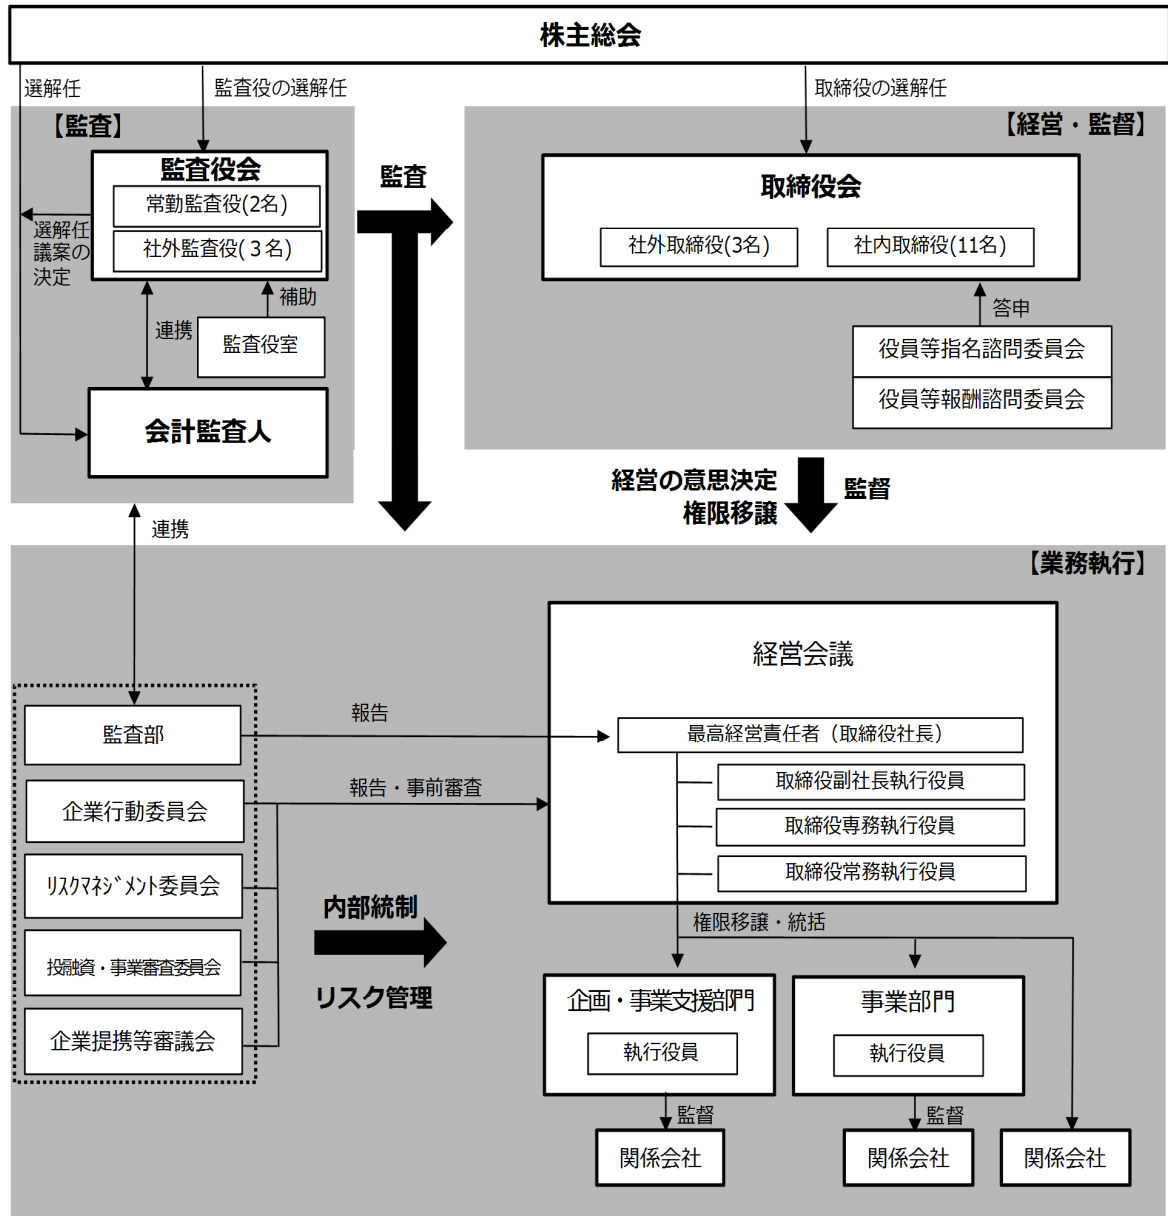 株主総会
選解任
監査役の選解任
取締役の選解任
【監査】
監査役会
常勤監査役(2名)
社外監査役(３名)
選解任
議案の
決定
連携
補助
監査役室
会計監査人
監査
【経営・監督】
取締役会
社外取締役(3名)
社内取締役(11名)
答申
役員等指名諮問委員会
役員等報酬諮問委員会
経営の意思決定
権限移譲
監督
連携
【業務執行】
監査部
企業行動委員会
ﾘｽｸﾏﾈｼﾞﾒﾝﾄ委員会
投融資・事業審査委員会
企業提携等審議会
報告
報告・事前審査
内部統制
リスク管理
経営会議
最高経営責任者（取締役社長）
取締役副社長執行役員
取締役専務執行役員
取締役常務執行役員
権限移譲・統括
企画・事業支援部門
執行役員
事業部門
執行役員
監督
監督
関係会社
関係会社
関係会社